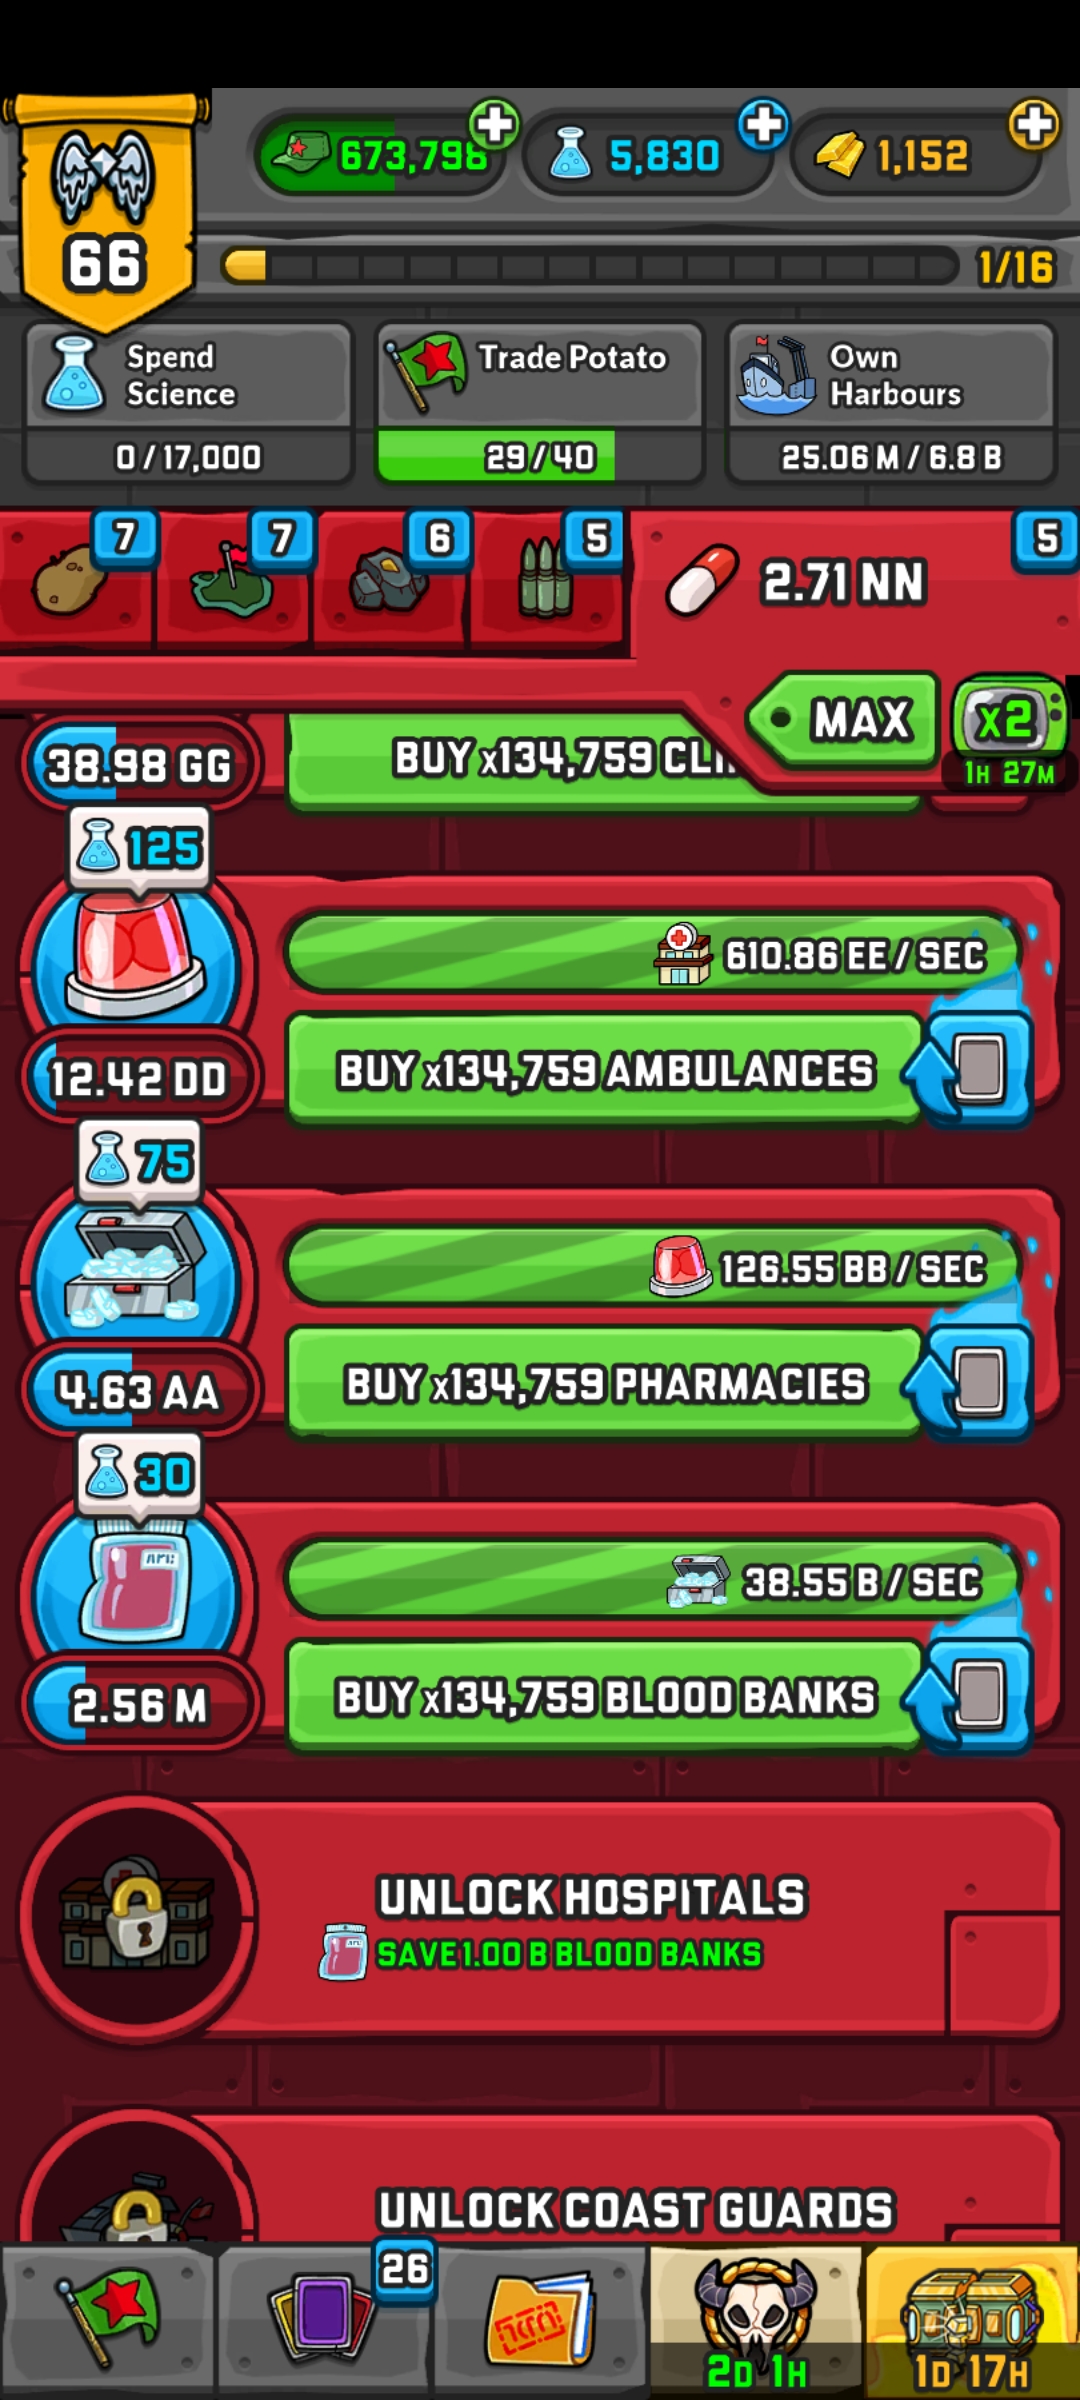 673,798
5,830
1,152
66
1/16
Spend
Science
0/17,000
Trade Potato
29/40
Own
Harbours
25.06 M / 6.8 B
7
7
6
5
5
2.71 NN
MAX
x2
1H 27M
38.98 GG
BUY x134,759
125
610.86 EE / SEC
12.42 DD
BUY x134,759 AMBULANCES
75
126.55 BB / SEC
4.63 AA
BUY x134,759 PHARMACIES
30
38.55 B / SEC
2.56 M
BUY x134,759 BLOOD BANKS
UNLOCK HOSPITALS
SAVE 1.00 B BLOOD BANKS
UNLOCK COAST GUARDS
26
2D 1H
1D 17H